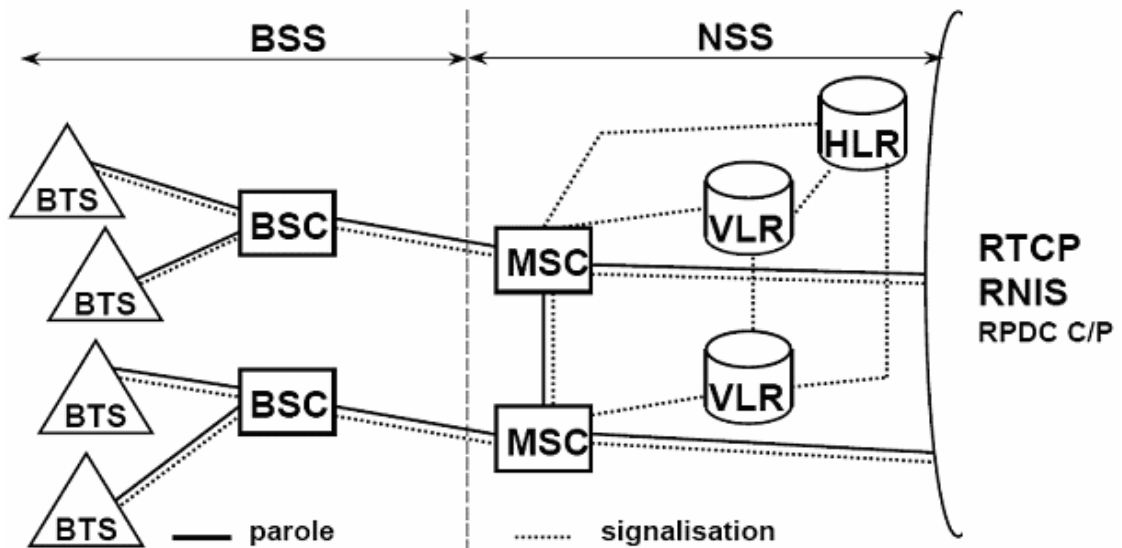 BSS
NSS
HLR
BTS
BSC
VLR
MSC
BTS
RTCP
RNIS
RPDC C/P
BTS
BSC
VLR
MSC
BTS
parole
signalisation